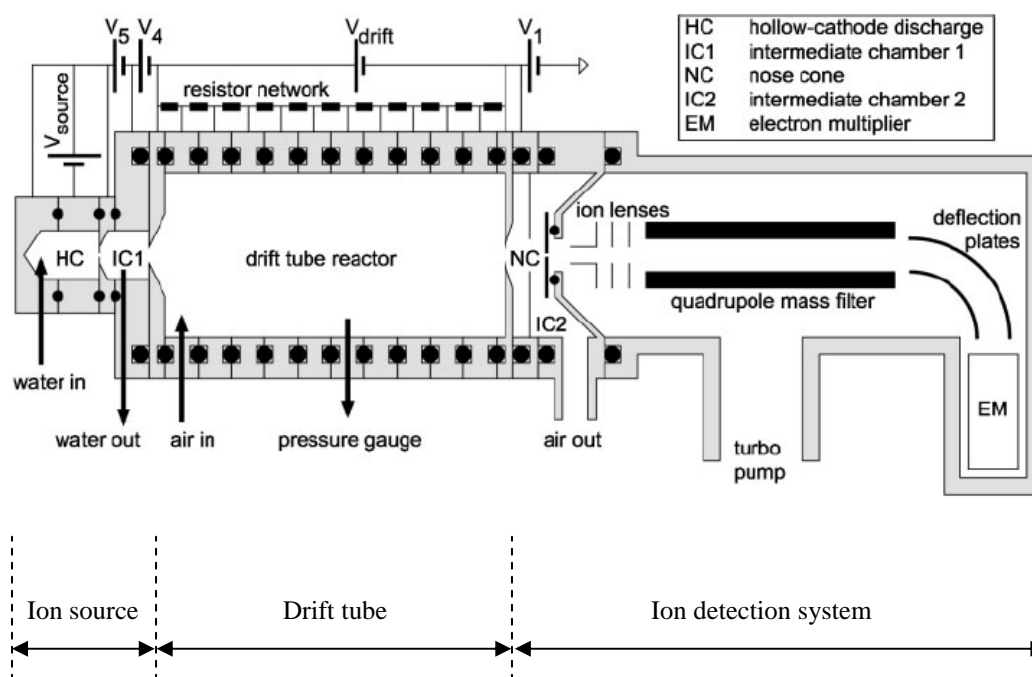 V5 V4 Vdrift V1
HC hollow-cathode discharge
IC1 intermediate chamber 1
NC nose cone
IC2 intermediate chamber 2
EM electron multiplier
resistor network
Vsource
ion lenses
deflection
plates
HC IC1 drift tube reactor NC
quadrupole mass filter
IC2
water in
EM
water out air in pressure gauge air out
turbo
pump
Ion source Drift tube Ion detection system